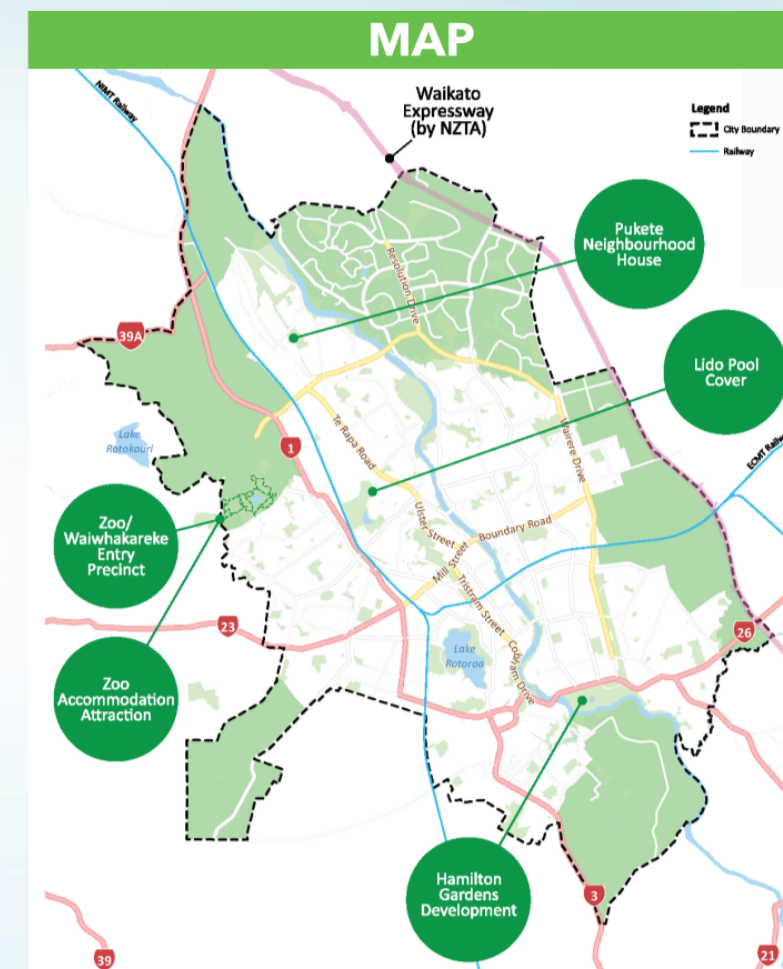 MAP
NIMT Railway
Waikato
Expressway
(by NZTA)
Legend
City Boundary
Railway
Pukete
Neighbourhood
House
Resolution Drive
39A
Lido Pool
Cover
Lake
Rotokauri
1
Te Rapa Road
Wairere Drive
ECMT Railway
Zoo/
Waiwhakareke
Entry
Precinct
Ulster Street
Boundary Road
Mill Street
Tristram Street
23
26
Lake
Rotoroa
Cobham Drive
Zoo
Accommodation
Attraction
Hamilton
Gardens
Development
3
39
21